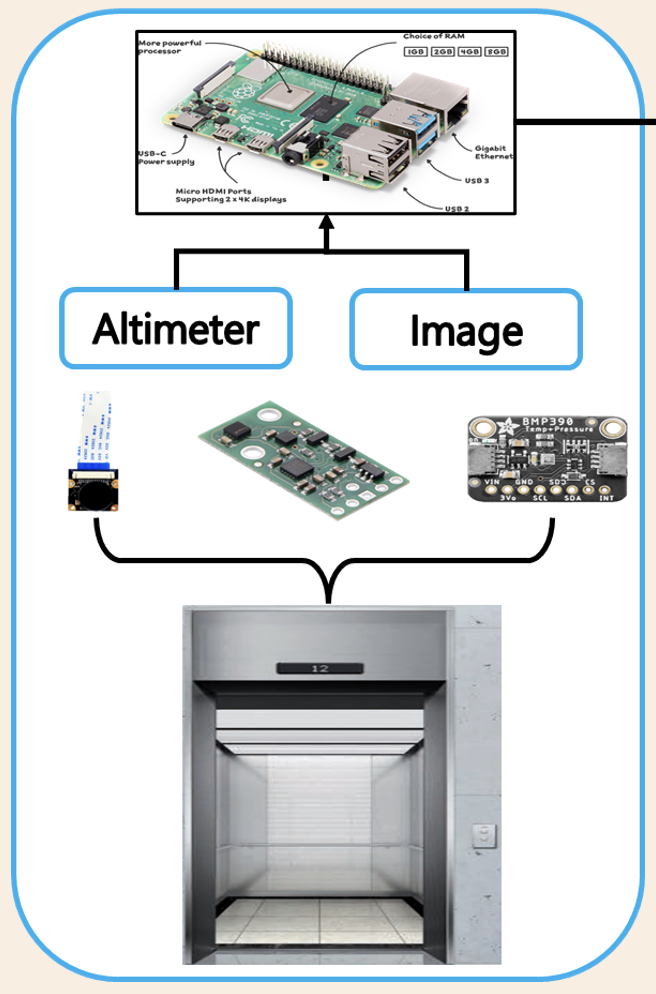 More powerful
processor
Choice of RAM
1GB 2GB 4GB 8GB
HDMI
USB-C
Power supply
Micro HDMI Ports
Supporting 2 x 4K displays
Gigabit
Ethernet
USB 3
USB 2
Altimeter
Image
BMP390
Temp+Pressure
VIN GND SDO CS
3Vo SCL SDA INT
12